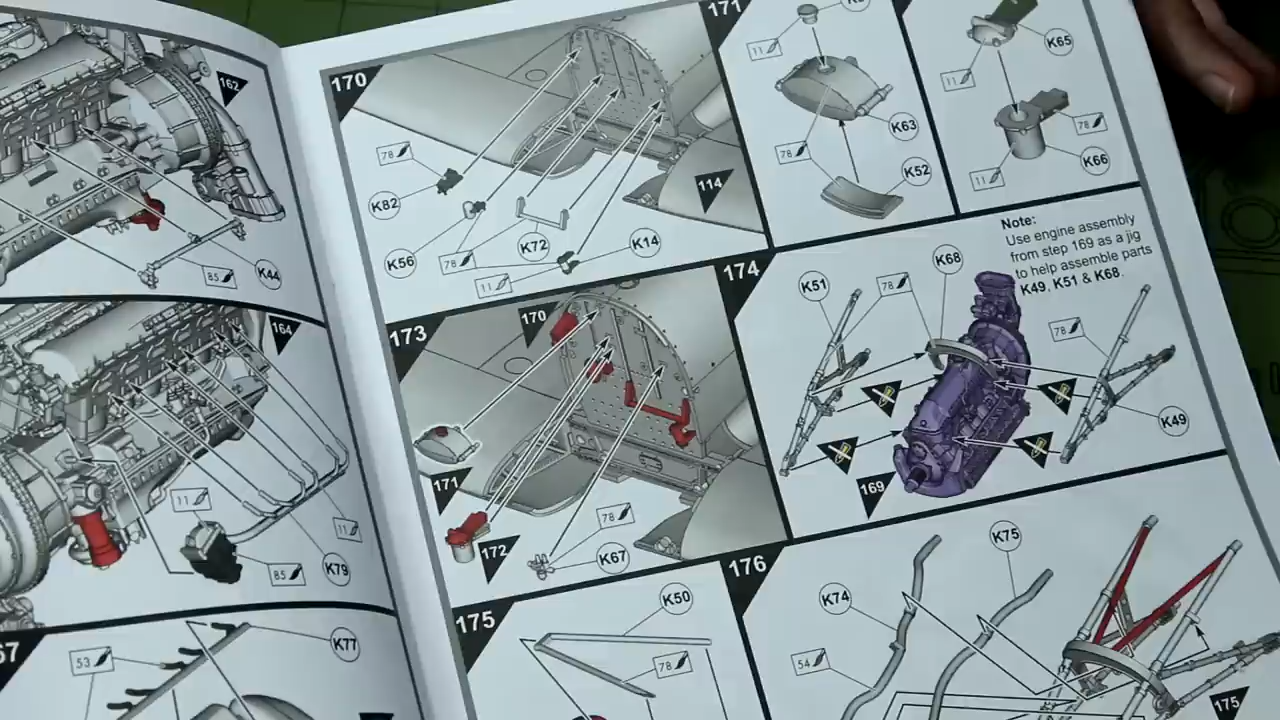 162
K44
85
164
11
11
85
K79
67
53
K77
170
78
K82
K56
78
K72
K14
11
114
171
11
K63
78
K52
K65
11
78
K66
11
173
170
171
172
78
K67
174
K51
78
K68
Note:
Use engine assembly
from step 169 as a jig
to help assemble parts
K49, K51 & K68.
78
K49
169
175
K50
78
176
K74
K75
54
175